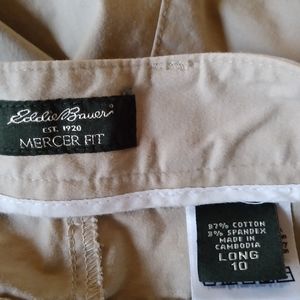 Eddie Bauer®
EST. 1920
MERCER FIT
97% COTTON
3% SPANDEX
MADE IN
CAMBODIA
LONG
10